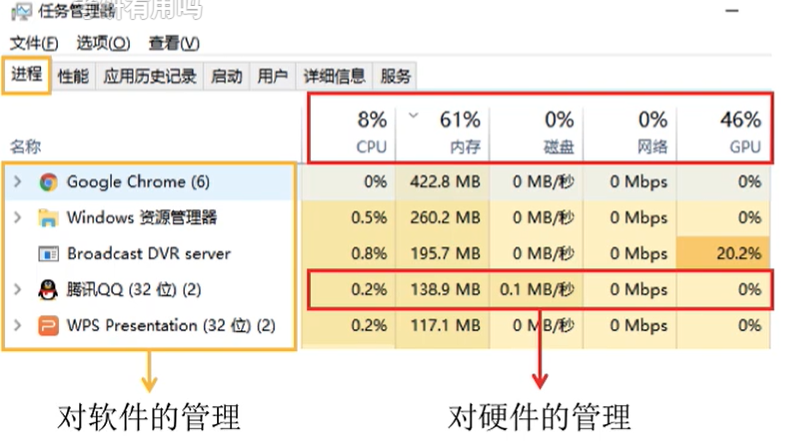 任务管理器
有用吗
文件(F) 选项(O) 查看(V)
进程 性能 应用历史记录 启动 用户 详细信息 服务
8% 61% 0% 0% 46%
名称 CPU 内存 磁盘 网络 GPU
Google Chrome (6) 0% 422.8 MB 0 MB/秒 0 Mbps 0%
Windows 资源管理器 0.5% 260.2 MB 0 MB/秒 0 Mbps 0%
Broadcast DVR server 0.8% 195.7 MB 0 MB/秒 0 Mbps 20.2%
腾讯QQ (32 位) (2) 0.2% 138.9 MB 0.1 MB/秒 0 Mbps 0%
WPS Presentation (32 位) (2) 0.2% 117.1 MB 0 MB/秒 0 Mbps 0%
对软件的管理 对硬件的管理